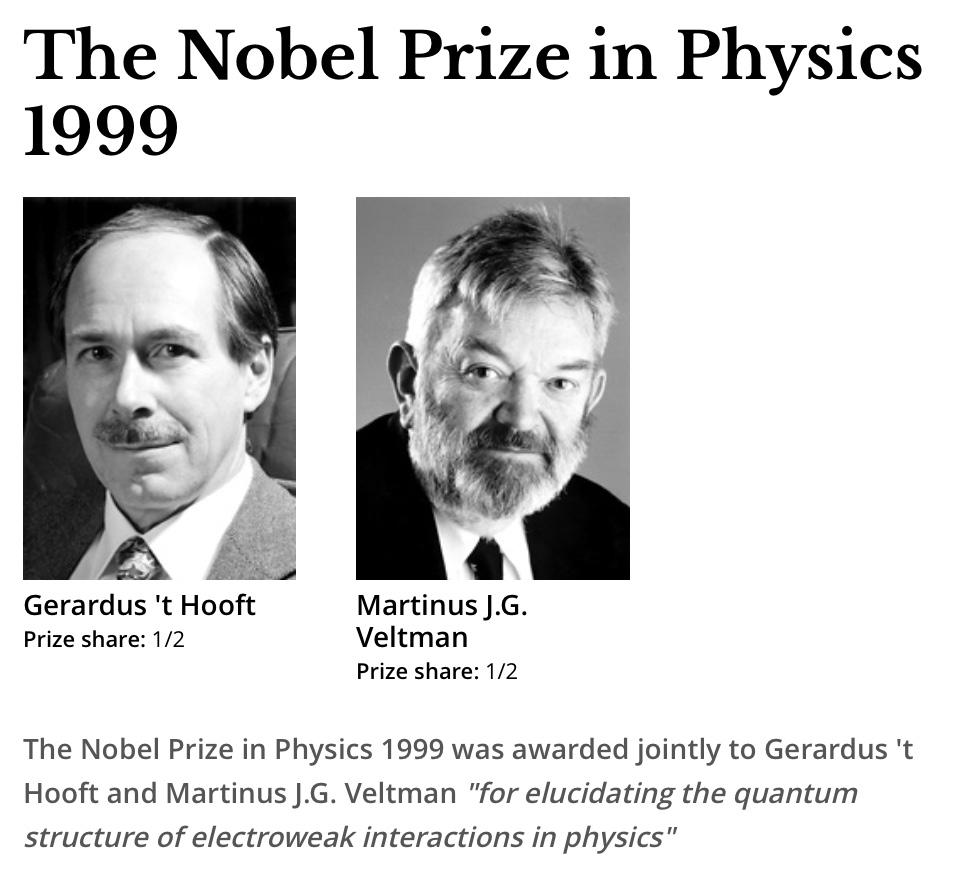 The Nobel Prize in Physics
1999
Gerardus 't Hooft
Prize share: 1/2
Martinus J.G.
Veltman
Prize share: 1/2
The Nobel Prize in Physics 1999 was awarded jointly to Gerardus 't
Hooft and Martinus J.G. Veltman "for elucidating the quantum
structure of electroweak interactions in physics"